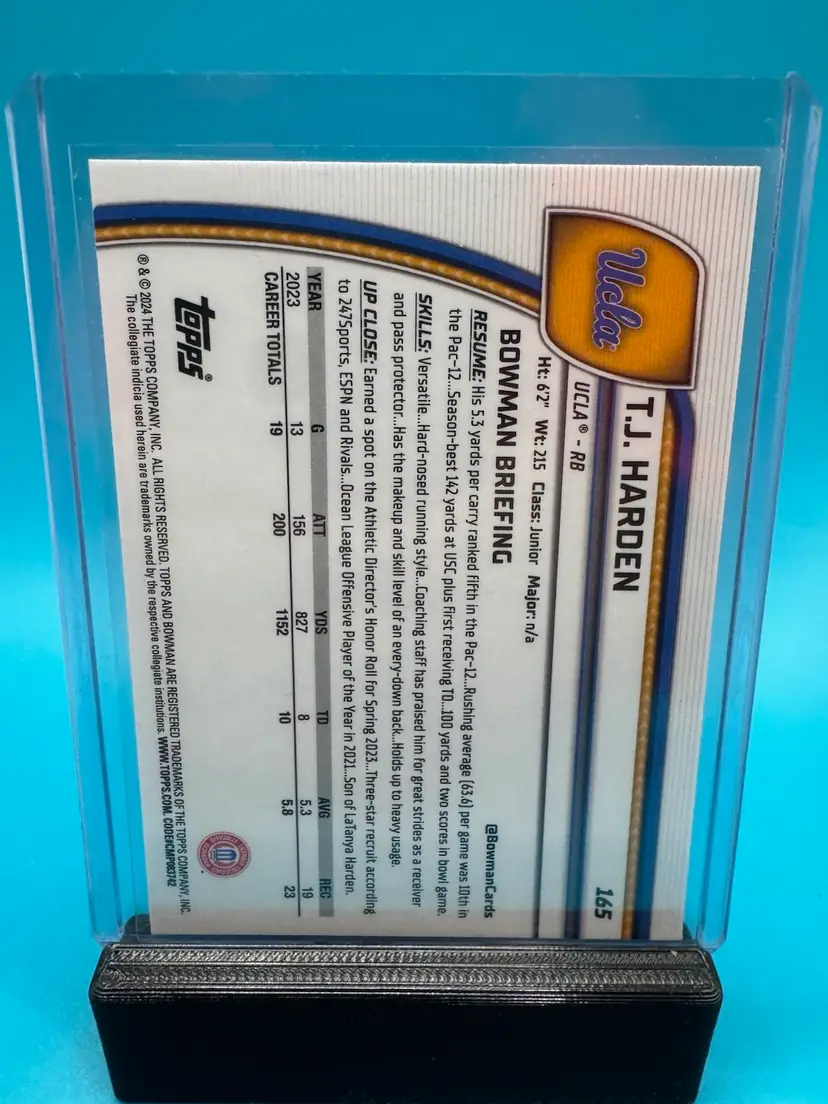 Ucla
T.J. HARDEN
165
UCLA® - RB
Ht: 6'2" Wt: 215 Class: Junior Major: n/a
BOWMAN BRIEFING
@BowmanCards
RESUME: His 5.3 yards per carry ranked fifth in the Pac-12...Rushing average (63.6) per game was 10th in
the Pac-12...Season-best 142 yards at USC plus first receiving TD...100 yards and two scores in bowl game.
SKILLS: Versatile...Hard-nosed running style...Coaching staff has praised him for great strides as a receiver
and pass protector...Has the makeup and skill level of an every-down back...Holds up to heavy usage.
UP CLOSE: Earned a spot on the Athletic Director's Honor Roll for Spring 2023...Three-star recruit according
to 247Sports, ESPN and Rivals...Ocean League Offensive Player of the Year in 2021...Son of LaTanya Harden.
YEAR G ATT YDS TD AVG REC
2023 13 156 827 8 5.3 19
CAREER TOTALS 19 200 1152 10 5.8 23
topps®
® & © 2024 THE TOPPS COMPANY, INC. ALL RIGHTS RESERVED. TOPPS AND BOWMAN ARE REGISTERED TRADEMARKS OF THE TOPPS COMPANY, INC.
The collegiate indicia used herein are trademarks owned by the respective collegiate institutions. WWW.TOPPS.COM. CODE#CMP083742